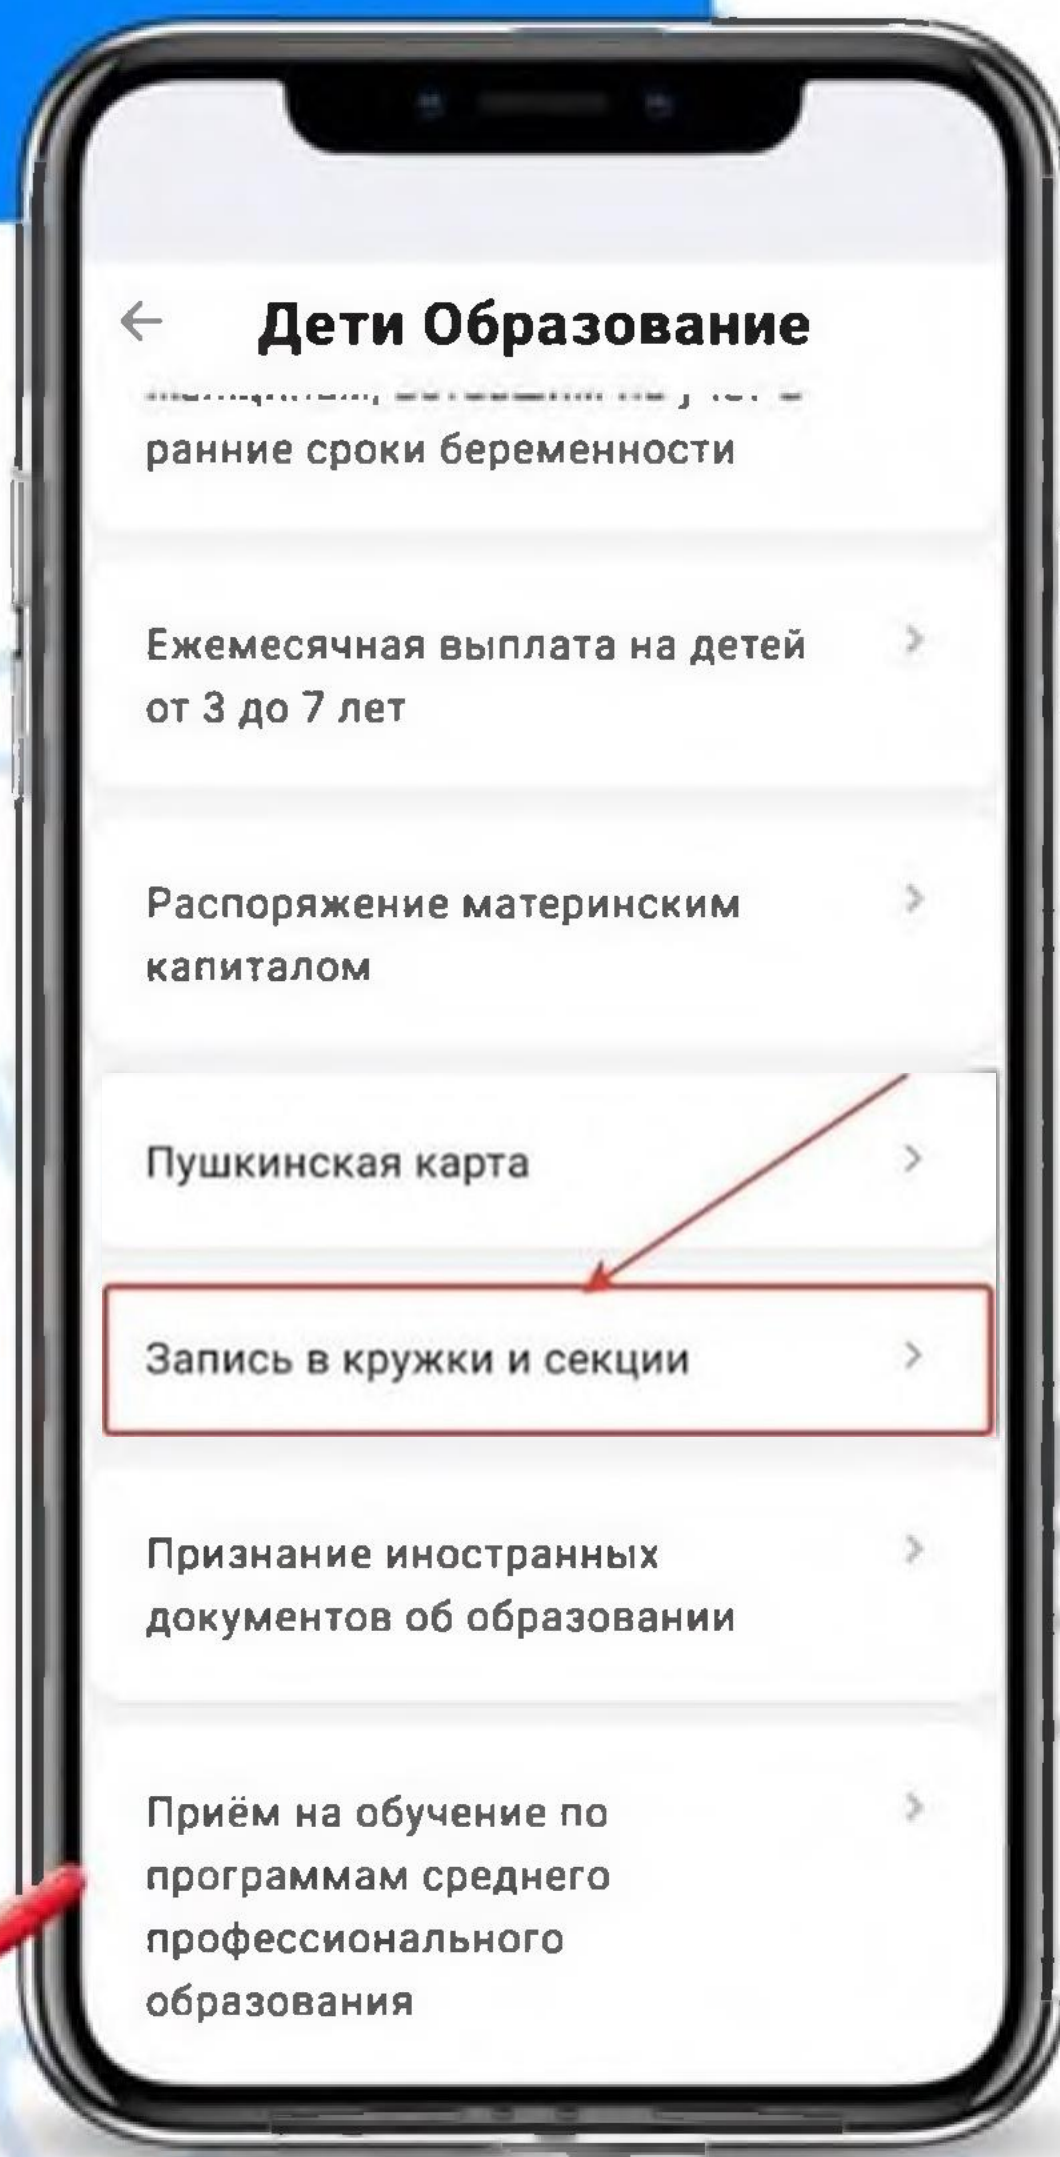 Дети Образование
ранние сроки беременности
Ежемесячная выплата на детей
от 3 до 7 лет
Распоряжение материнским
капиталом
Пушкинская карта
Запись в кружки и секции
Признание иностранных
документов об образовании
Приём на обучение по
программам среднего
профессионального
образования